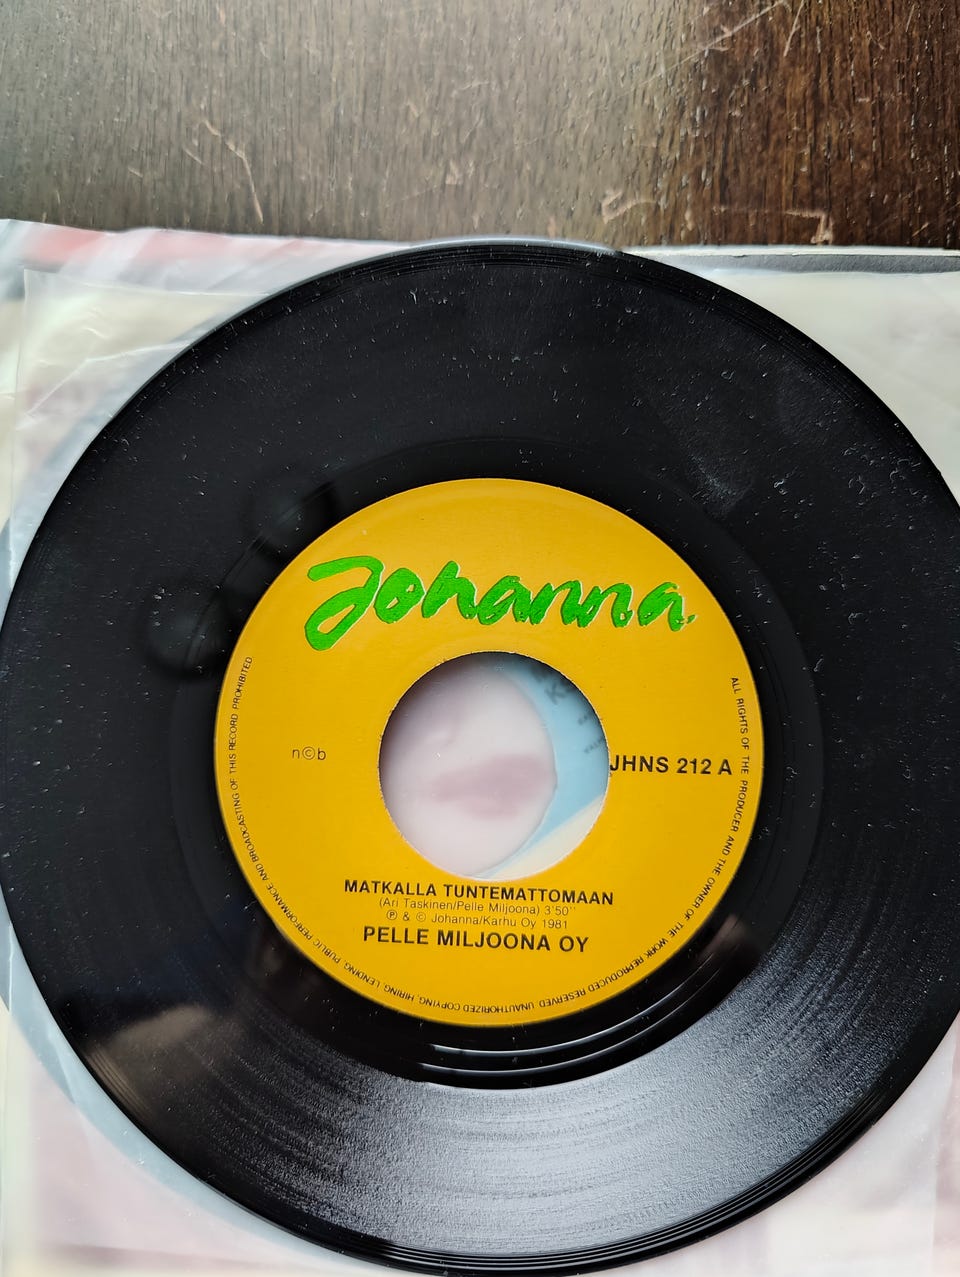 Johanna
n©b
JHNS 212 A
MATKALLA TUNTEMATTOMAAN
(Ari Taskinen/Pelle Miljoona) 3'50''
Ⓟ & © Johanna/Karhu Oy 1981
PELLE MILJOONA OY
ALL RIGHTS OF THE PRODUCER AND THE OWNER OF THE WORK REPRODUCED RESERVED. UNAUTHORIZED COPYING, HIRING, LENDING, PUBLIC PERFORMANCE AND BROADCASTING OF THIS RECORD PROHIBITED.